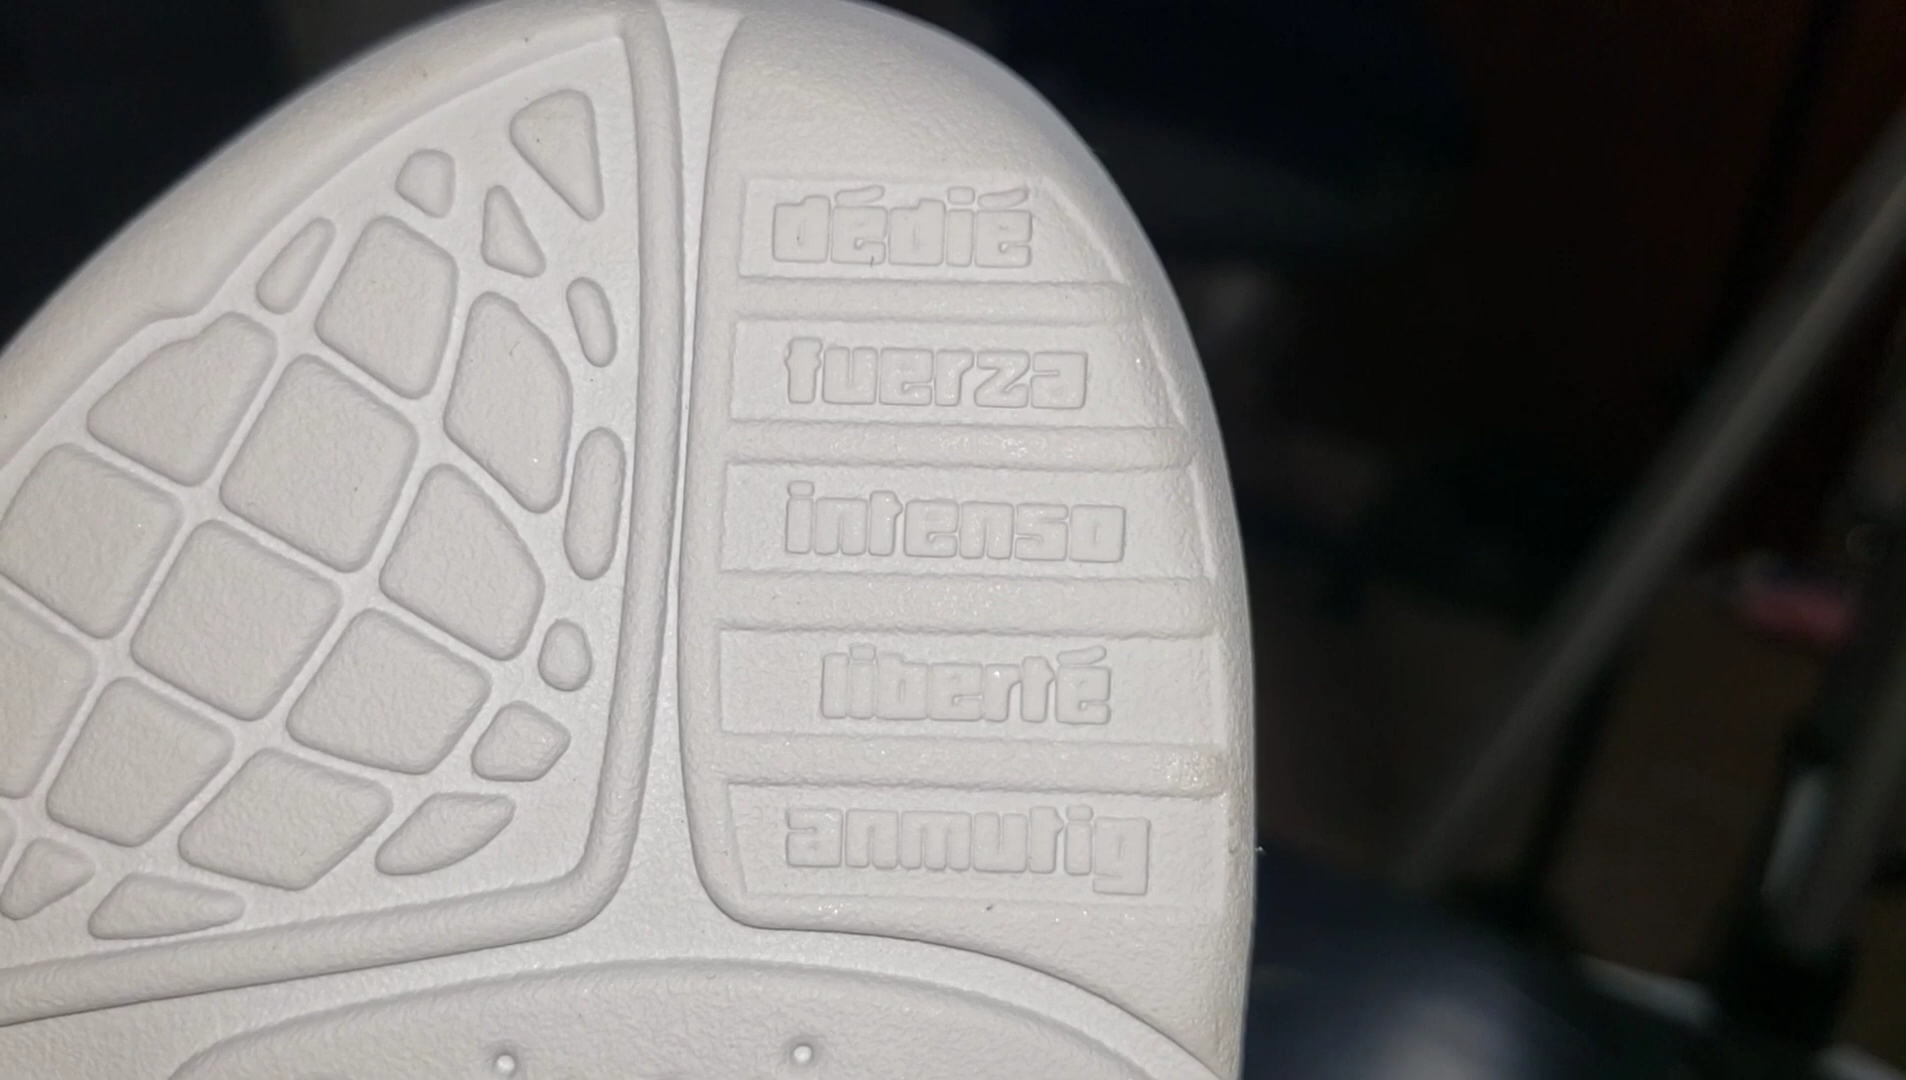 dédié
fuerza
intenso
liberté
anmutig